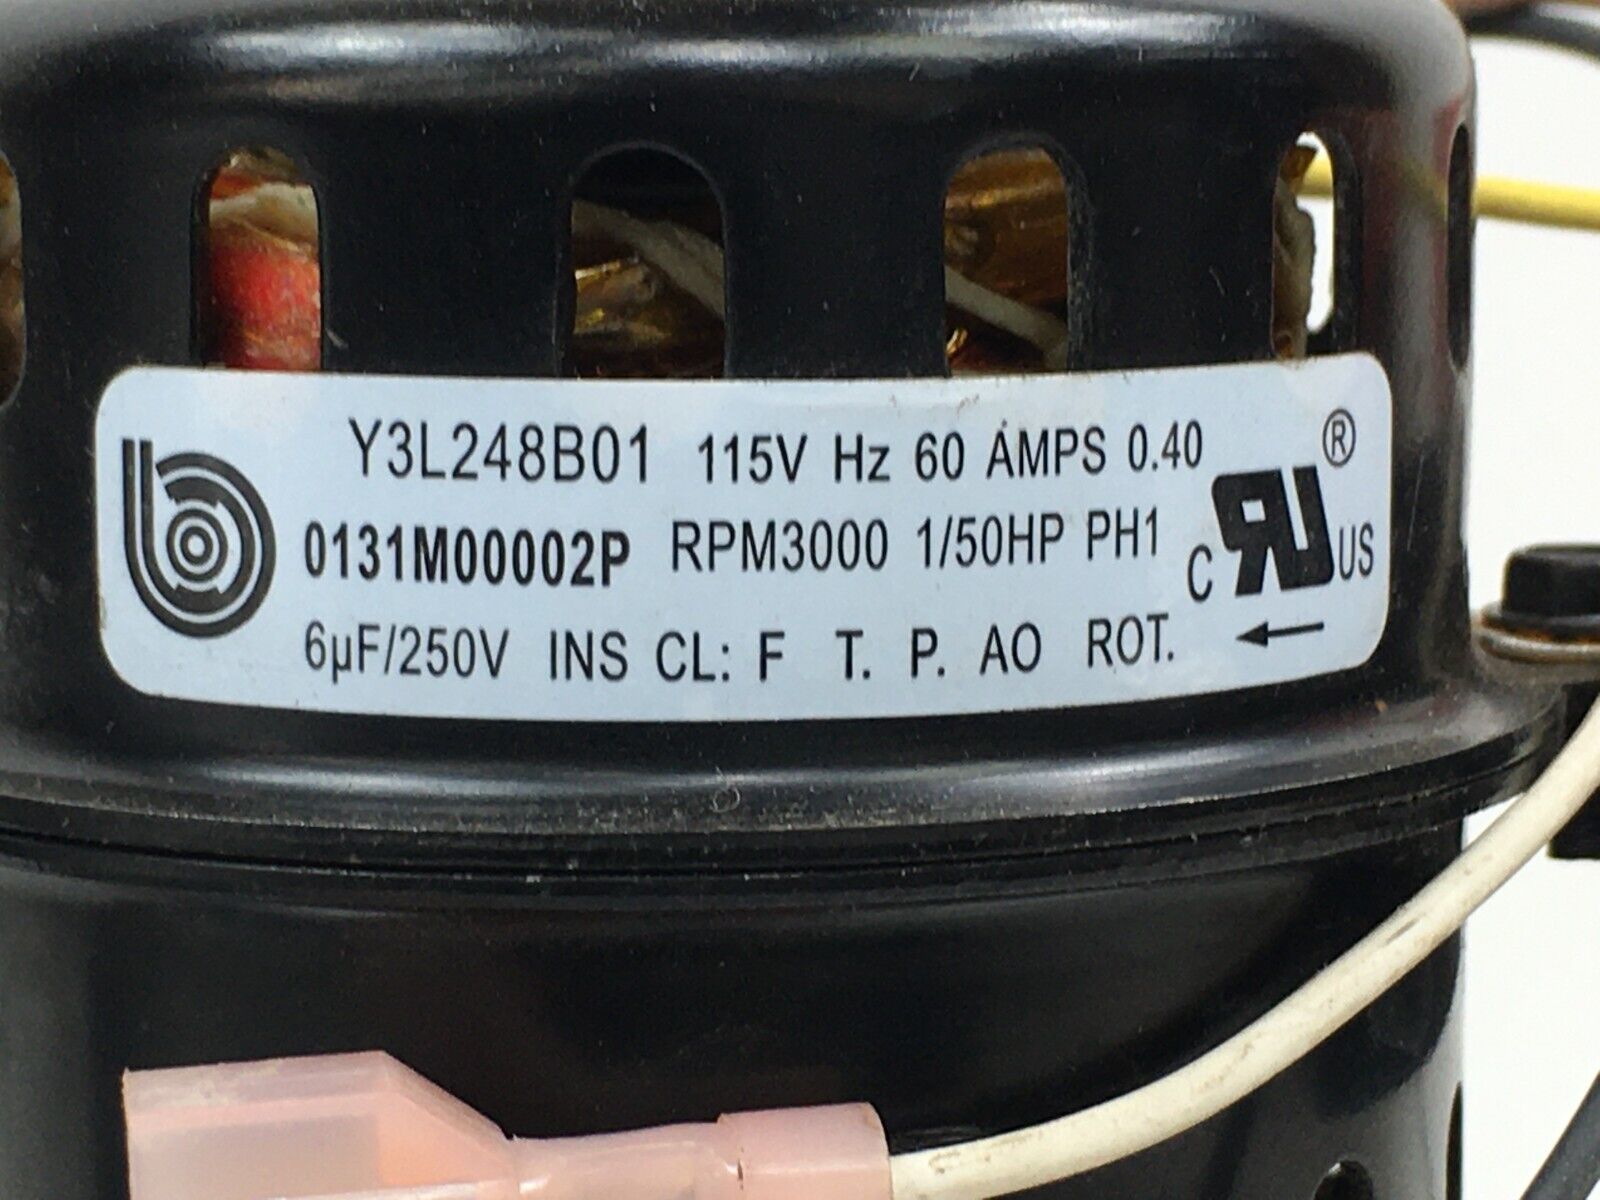 Y3L248B01 115V Hz 60 AMPS 0.40
0131M00002P RPM3000 1/50HP PH1
6µF/250V INS CL: F T. P. AO ROT. ←
C RU US ®